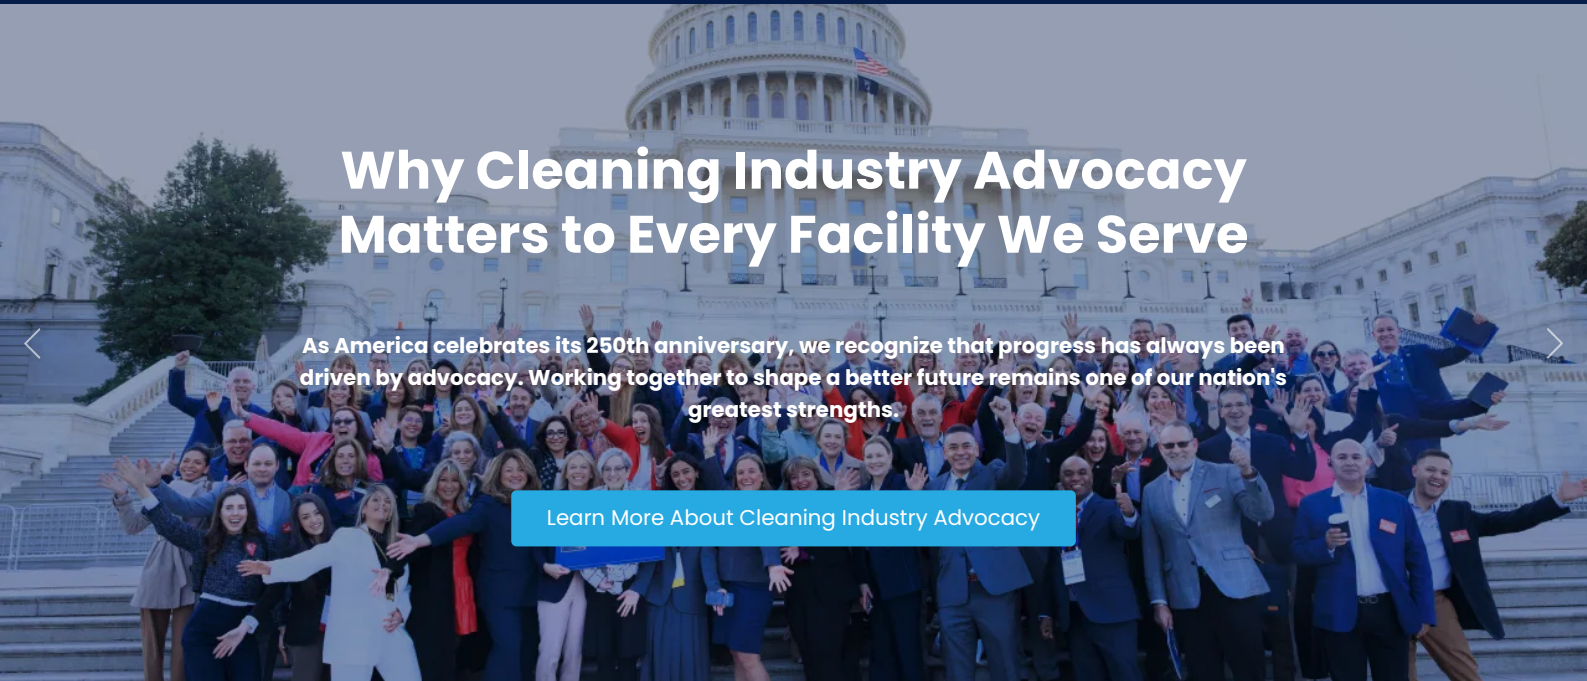 Why Cleaning Industry Advocacy
Matters to Every Facility We Serve
As America celebrates its 250th anniversary, we recognize that progress has always been
driven by advocacy. Working together to shape a better future remains one of our nation's
greatest strengths.
Learn More About Cleaning Industry Advocacy